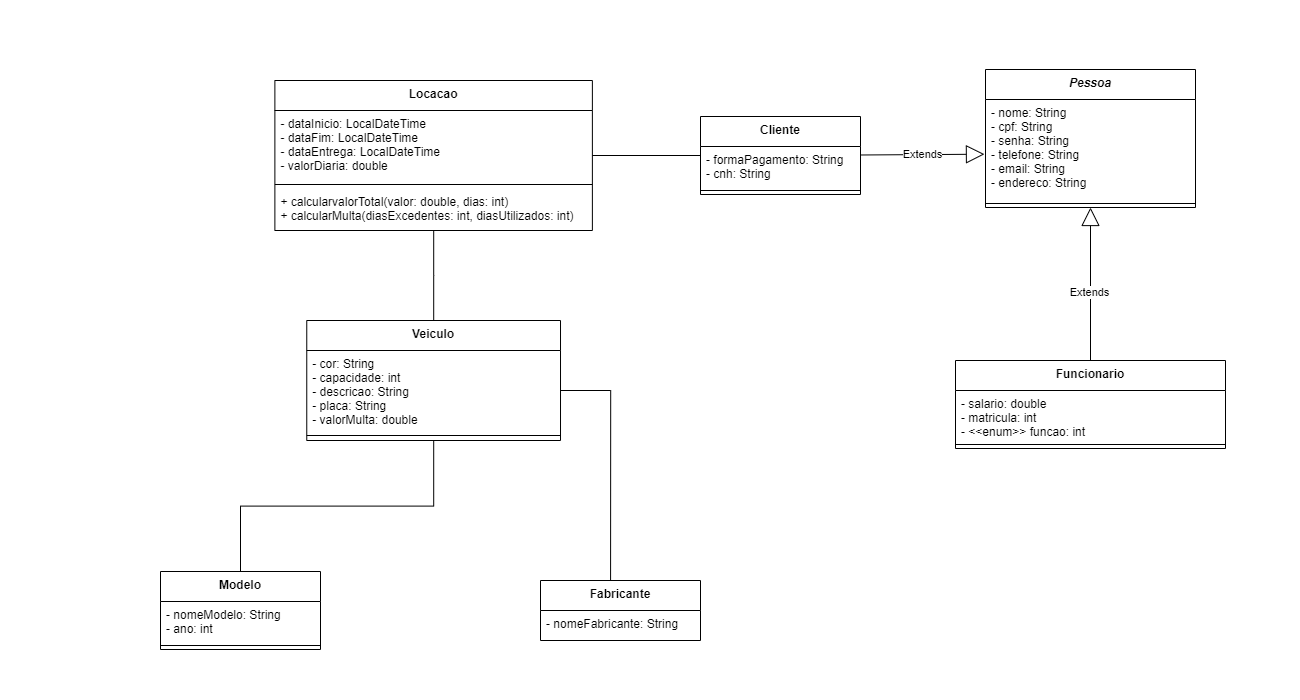 Locacao
- dataInicio: LocalDateTime
- dataFim: LocalDateTime
- dataEntrega: LocalDateTime
- valorDiaria: double
+ calcularvalorTotal(valor: double, dias: int)
+ calcularMulta(diasExcedentes: int, diasUtilizados: int)
Cliente
- formaPagamento: String
- cnh: String
Extends
Pessoa
- nome: String
- cpf: String
- senha: String
- telefone: String
- email: String
- endereco: String
Extends
Veiculo
- cor: String
- capacidade: int
- descricao: String
- placa: String
- valorMulta: double
Funcionario
- salario: double
- matricula: int
- <<enum>> funcao: int
Modelo
- nomeModelo: String
- ano: int
Fabricante
- nomeFabricante: String